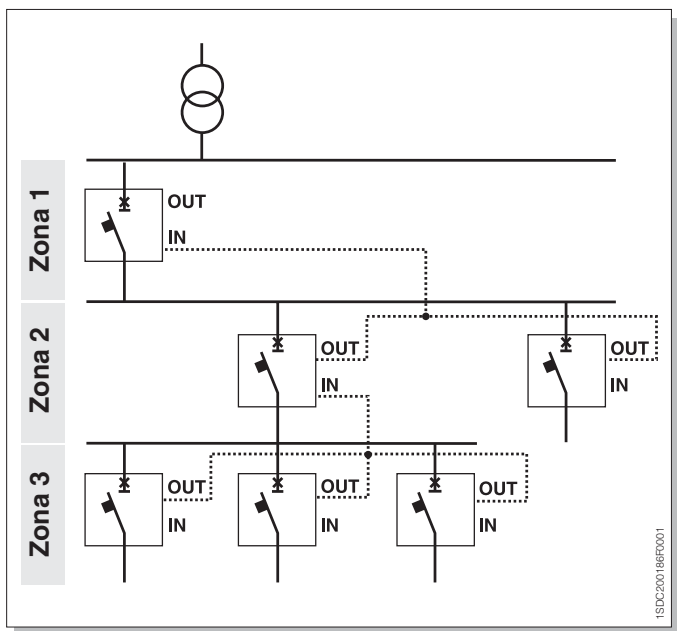 Zona 1
OUT
IN
Zona 2
OUT
IN
OUT
IN
Zona 3
OUT
IN
OUT
IN
OUT
IN
1SDC200186F0001